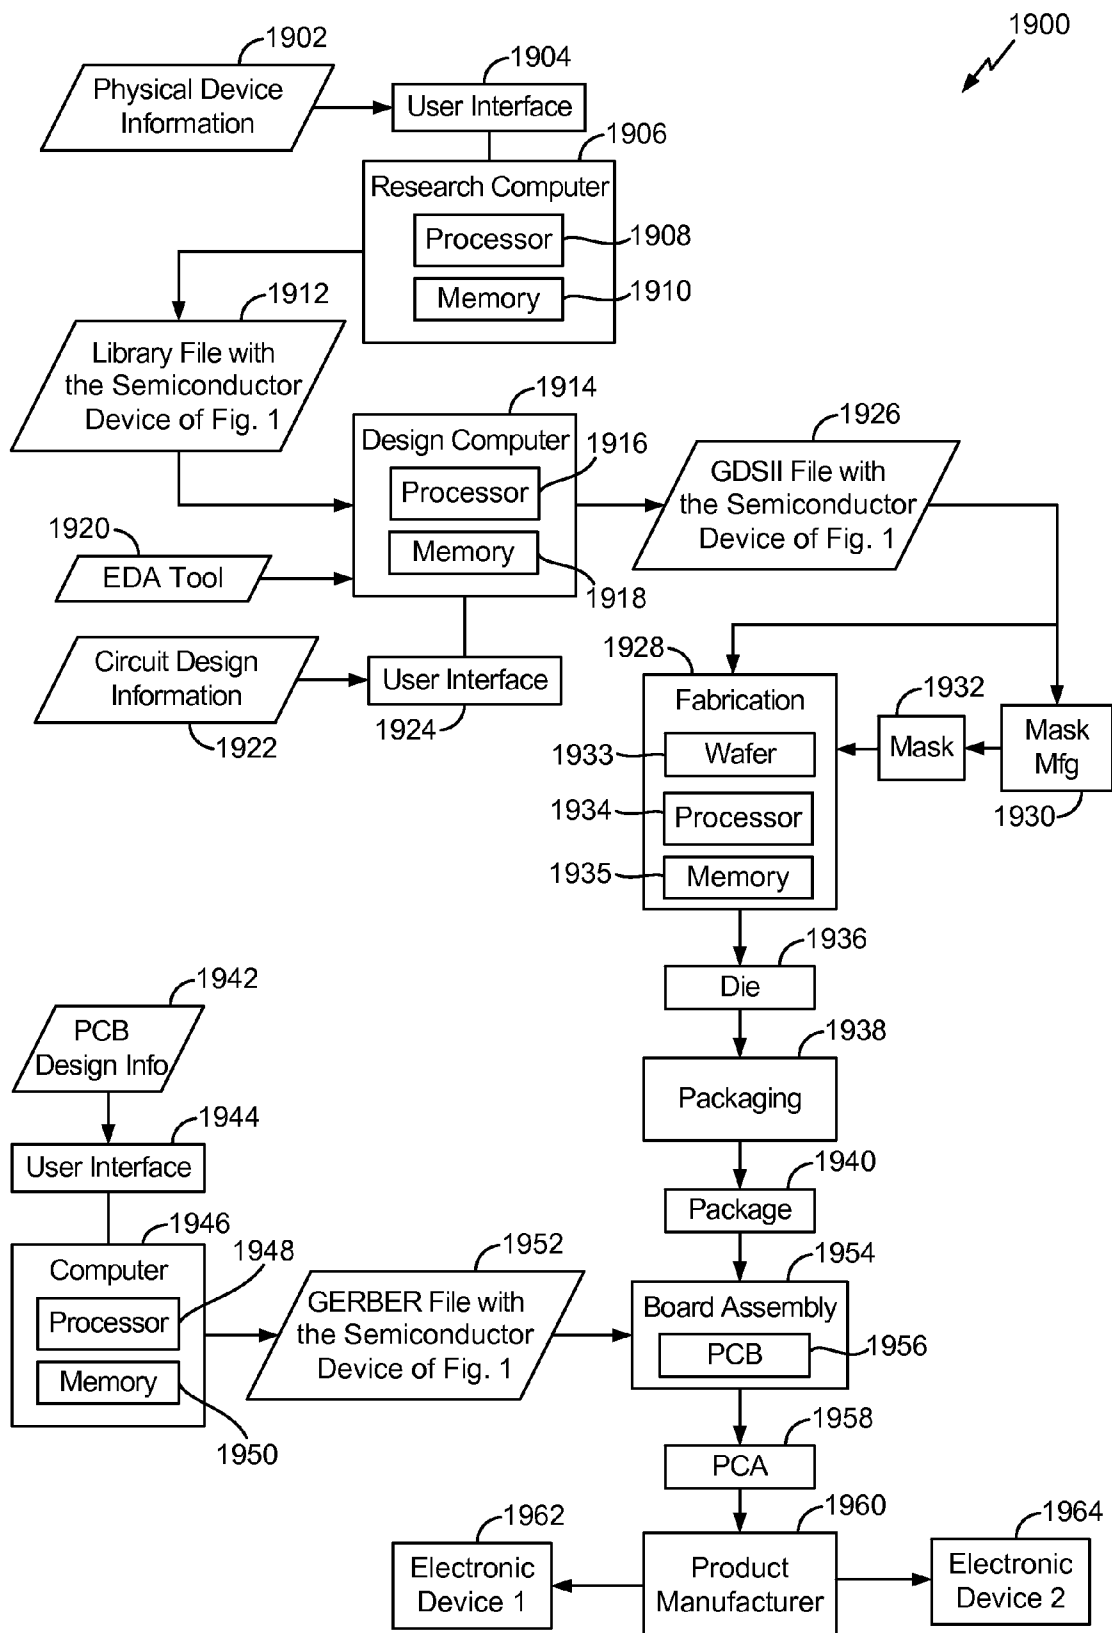 1900
1902
Physical Device
Information
1904
User Interface
1906
Research Computer
Processor
1908
Memory
1910
1912
Library File with
the Semiconductor
Device of Fig. 1
1914
Design Computer
1916
Processor
Memory
1918
1920
EDA Tool
Circuit Design
Information
1922
User Interface
1924
1926
GDSII File with
the Semiconductor
Device of Fig. 1
1928
Fabrication
1933
Wafer
1934
Processor
1935
Memory
1932
Mask
Mask
Mfg
1930
1936
Die
1938
Packaging
1940
Package
1942
PCB
Design Info
1944
User Interface
1946
Computer
1948
Processor
Memory
1950
1952
GERBER File with
the Semiconductor
Device of Fig. 1
1954
Board Assembly
PCB
1956
1958
PCA
1960
Product
Manufacturer
1962
Electronic
Device 1
1964
Electronic
Device 2